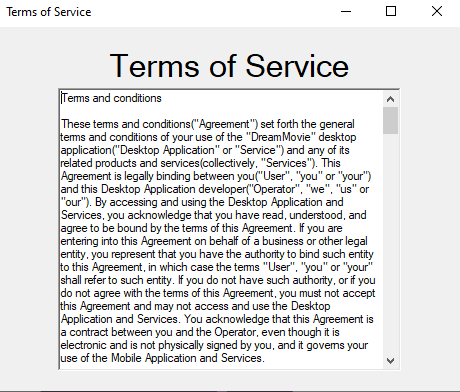 Terms of Service
Terms of Service
Terms and conditions
These terms and conditions("Agreement") set forth the general
terms and conditions of your use of the "DreamMovie" desktop
application("Desktop Application" or "Service") and any of its
related products and services(collectively, "Services"). This
Agreement is legally binding between you("User", "you" or "your")
and this Desktop Application developer("Operator", "we", "us" or
"our"). By accessing and using the Desktop Application and
Services, you acknowledge that you have read, understood, and
agree to be bound by the terms of this Agreement. If you are
entering into this Agreement on behalf of a business or other legal
entity, you represent that you have the authority to bind such entity
to this Agreement, in which case the terms "User", "you" or "your"
shall refer to such entity. If you do not have such authority, or if you
do not agree with the terms of this Agreement, you must not accept
this Agreement and may not access and use the Desktop
Application and Services. You acknowledge that this Agreement is
a contract between you and the Operator, even though it is
electronic and is not physically signed by you, and it governs your
use of the Mobile Application and Services.